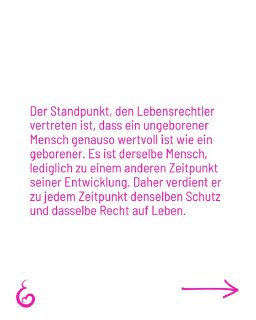 Der Standpunkt, den Lebensrechtler
vertreten ist, dass ein ungeborener
Mensch genauso wertvoll ist wie ein
geborener. Es ist derselbe Mensch,
lediglich zu einem anderen Zeitpunkt
seiner Entwicklung. Daher verdient er
zu jedem Zeitpunkt denselben Schutz
und dasselbe Recht auf Leben.